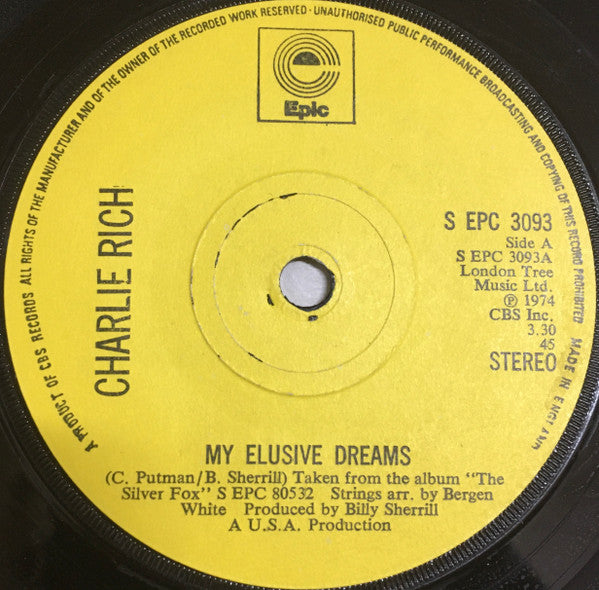 A PRODUCT OF CBS RECORDS ALL RIGHTS OF THE MANUFACTURER AND OF THE OWNER OF THE RECORDED WORK RESERVED · UNAUTHORISED PUBLIC PERFORMANCE BROADCASTING AND COPYING OF THIS RECORD PROHIBITED MADE IN ENGLAND
e
Epic
CHARLIE RICH
S EPC 3093
Side A
S EPC 3093A
London Tree
Music Ltd.
Ⓟ 1974
CBS Inc.
3.30
45
STEREO
MY ELUSIVE DREAMS
(C. Putman/B. Sherrill) Taken from the album "The
Silver Fox" S EPC 80532 Strings arr. by Bergen
White Produced by Billy Sherrill
A U.S.A. Production